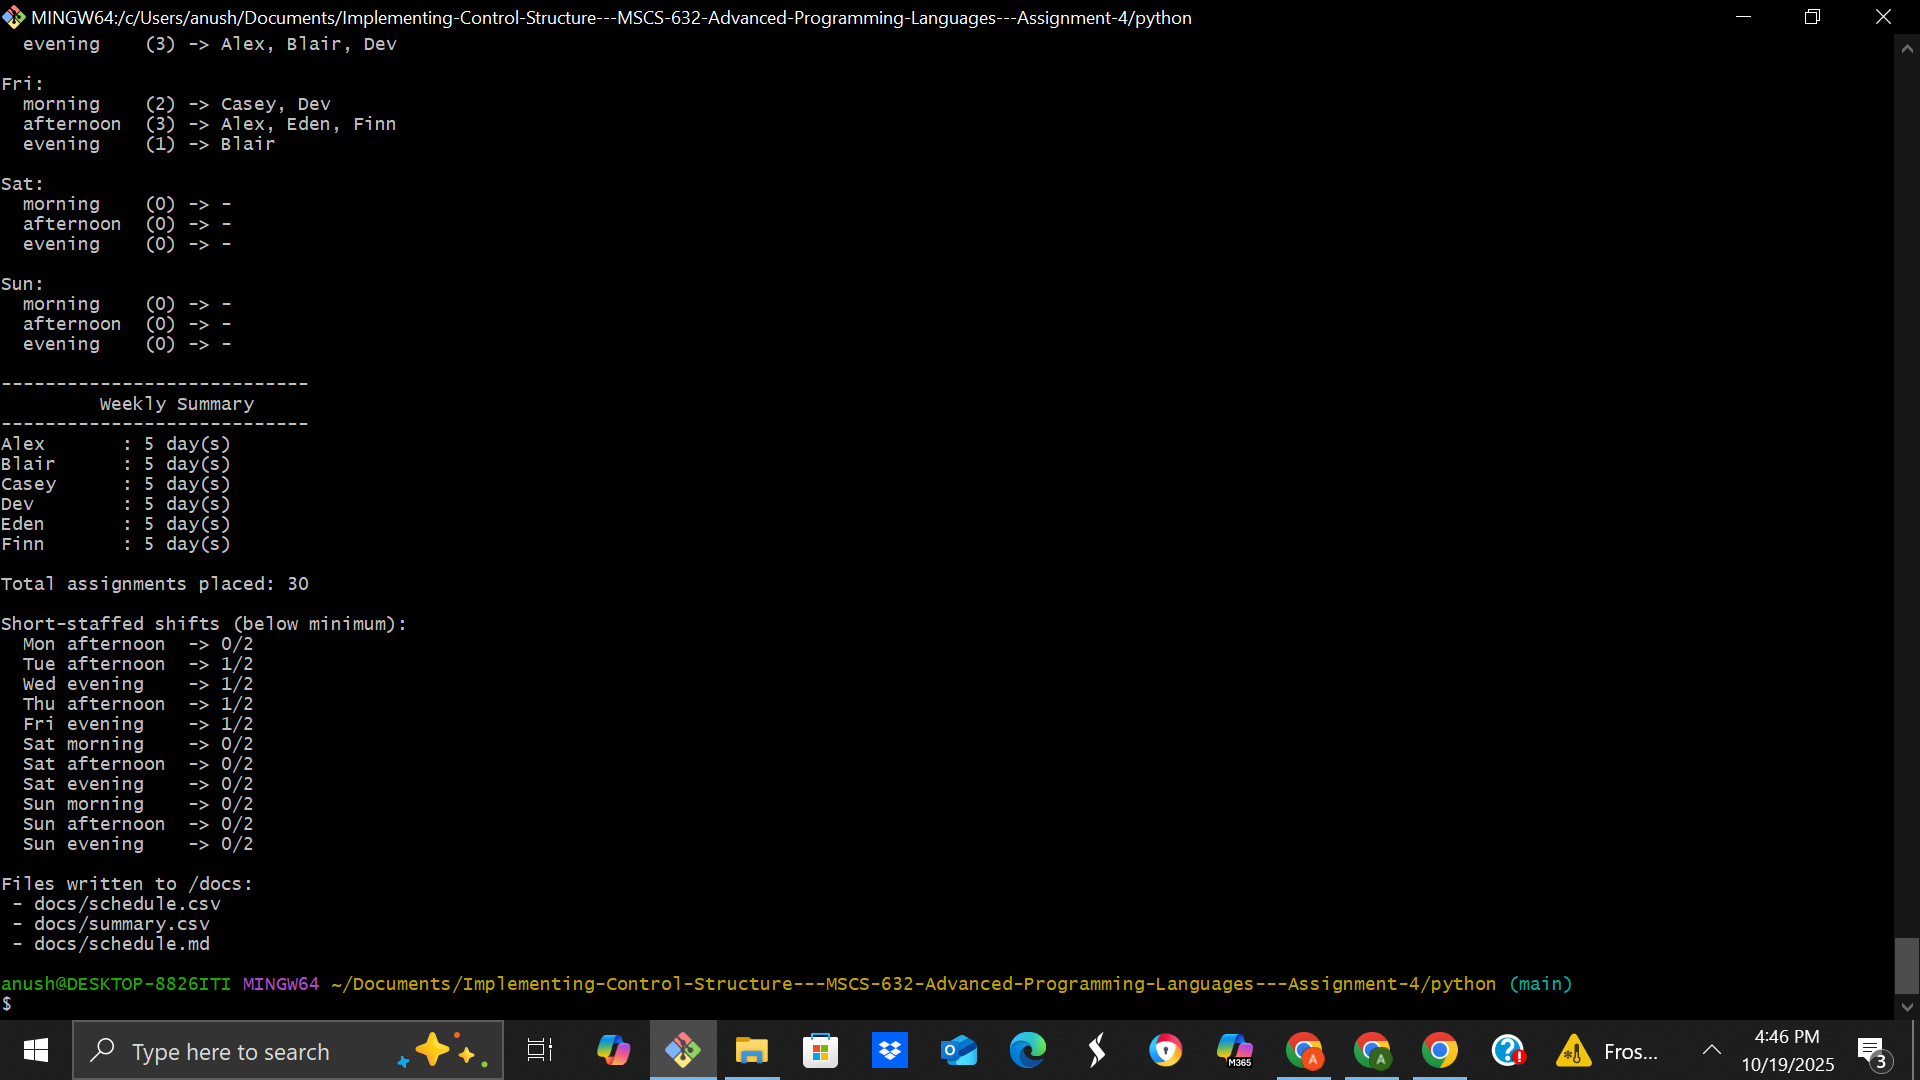 MINGW64:/c/Users/anush/Documents/Implementing-Control-Structure---MSCS-632-Advanced-Programming-Languages---Assignment-4/python
  evening    (3) -> Alex, Blair, Dev

Fri:
  morning    (2) -> Casey, Dev
  afternoon  (3) -> Alex, Eden, Finn
  evening    (1) -> Blair

Sat:
  morning    (0) -> -
  afternoon  (0) -> -
  evening    (0) -> -

Sun:
  morning    (0) -> -
  afternoon  (0) -> -
  evening    (0) -> -

----------------------------
         Weekly Summary
----------------------------
Alex       : 5 day(s)
Blair      : 5 day(s)
Casey      : 5 day(s)
Dev        : 5 day(s)
Eden       : 5 day(s)
Finn       : 5 day(s)

Total assignments placed: 30

Short-staffed shifts (below minimum):
  Mon afternoon  -> 0/2
  Tue afternoon  -> 1/2
  Wed evening    -> 1/2
  Thu afternoon  -> 1/2
  Fri evening    -> 1/2
  Sat morning    -> 0/2
  Sat afternoon  -> 0/2
  Sat evening    -> 0/2
  Sun morning    -> 0/2
  Sun afternoon  -> 0/2
  Sun evening    -> 0/2

Files written to /docs:
 - docs/schedule.csv
 - docs/summary.csv
 - docs/schedule.md

anush@DESKTOP-8826ITI MINGW64 ~/Documents/Implementing-Control-Structure---MSCS-632-Advanced-Programming-Languages---Assignment-4/python (main)
$
Type here to search
M365
A
A
Fros...
4:46 PM
10/19/2025
3